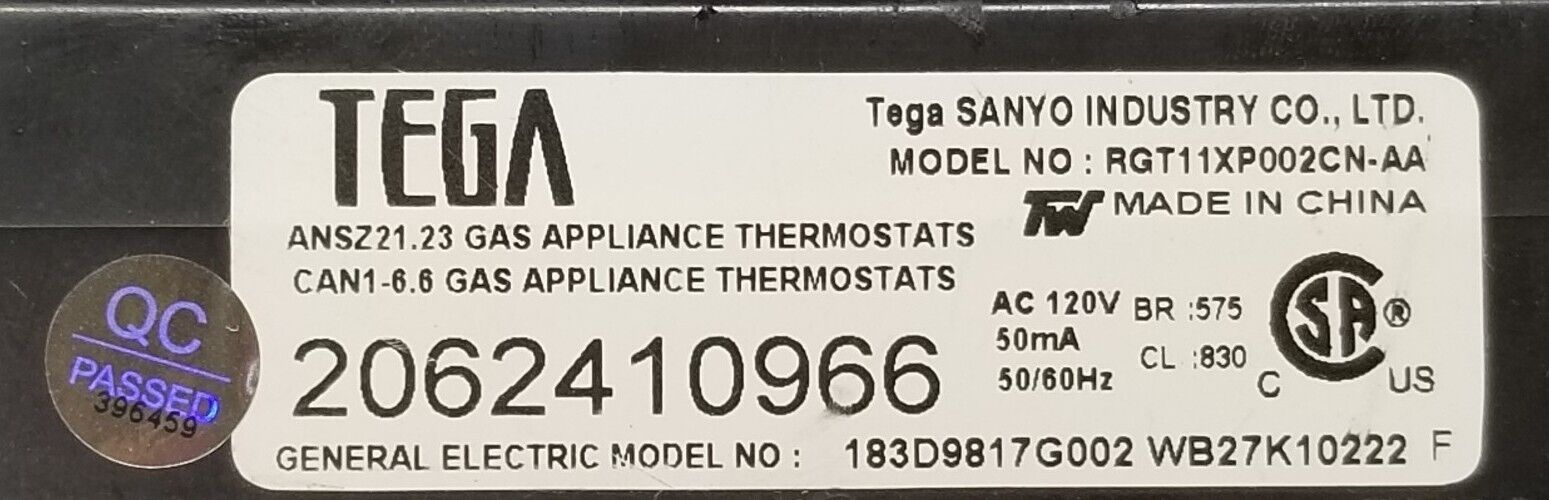 TEGA
Tega SANYO INDUSTRY CO., LTD.
MODEL NO : RGT11XP002CN-AA
TW MADE IN CHINA
ANSZ21.23 GAS APPLIANCE THERMOSTATS
CAN1-6.6 GAS APPLIANCE THERMOSTATS
AC 120V BR :575
50mA
CL :830
50/60Hz
CSA®
C US
2062410966
GENERAL ELECTRIC MODEL NO : 183D9817G002 WB27K10222 F
QC
PASSED
396459